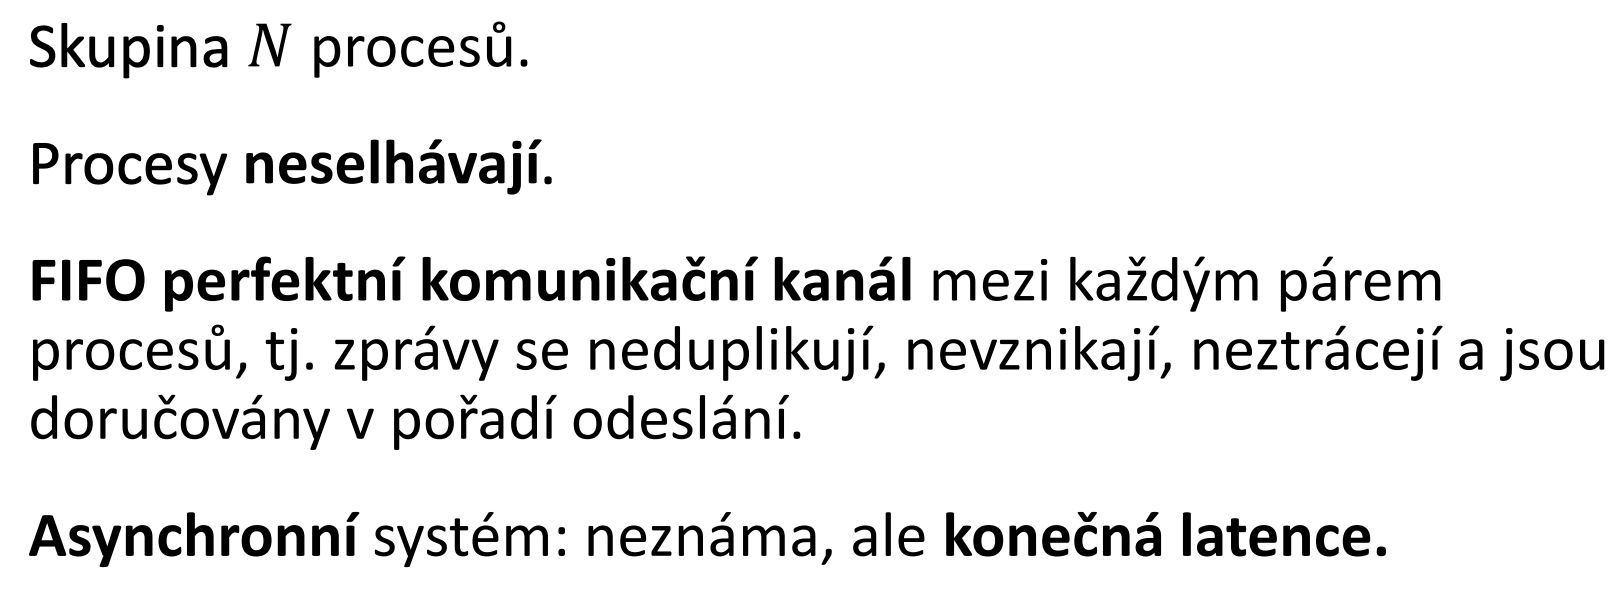 Skupina N procesů.
Procesy neselhávají.
FIFO perfektní komunikační kanál mezi každým párem
procesů, tj. zprávy se neduplikují, nevznikají, neztrácejí a jsou
doručovány v pořadí odeslání.
Asynchronní systém: neznáma, ale konečná latence.